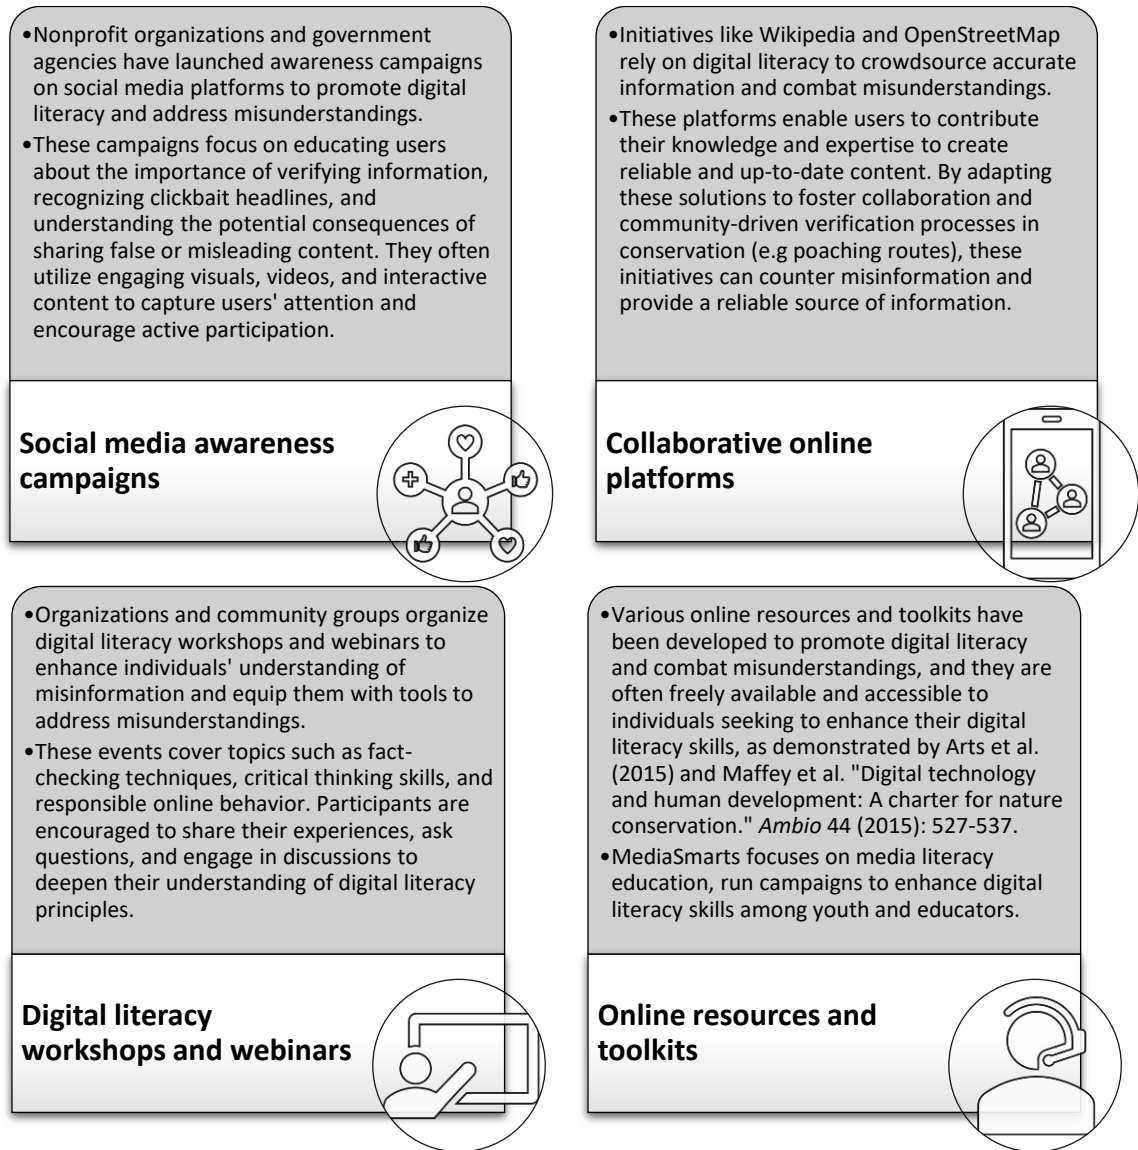 •Nonprofit organizations and government
agencies have launched awareness campaigns
on social media platforms to promote digital
literacy and address misunderstandings.
•These campaigns focus on educating users
about the importance of verifying information,
recognizing clickbait headlines, and
understanding the potential consequences of
sharing false or misleading content. They often
utilize engaging visuals, videos, and interactive
content to capture users' attention and
encourage active participation.
Social media awareness
campaigns
•Initiatives like Wikipedia and OpenStreetMap
rely on digital literacy to crowdsource accurate
information and combat misunderstandings.
•These platforms enable users to contribute
their knowledge and expertise to create
reliable and up-to-date content. By adapting
these solutions to foster collaboration and
community-driven verification processes in
conservation (e.g poaching routes), these
initiatives can counter misinformation and
provide a reliable source of information.
Collaborative online
platforms
•Organizations and community groups organize
digital literacy workshops and webinars to
enhance individuals' understanding of
misinformation and equip them with tools to
address misunderstandings.
•These events cover topics such as fact-
checking techniques, critical thinking skills, and
responsible online behavior. Participants are
encouraged to share their experiences, ask
questions, and engage in discussions to
deepen their understanding of digital literacy
principles.
Digital literacy
workshops and webinars
•Various online resources and toolkits have
been developed to promote digital literacy
and combat misunderstandings, and they are
often freely available and accessible to
individuals seeking to enhance their digital
literacy skills, as demonstrated by Arts et al.
(2015) and Maffey et al. "Digital technology
and human development: A charter for nature
conservation." Ambio 44 (2015): 527-537.
•MediaSmarts focuses on media literacy
education, run campaigns to enhance digital
literacy skills among youth and educators.
Online resources and
toolkits